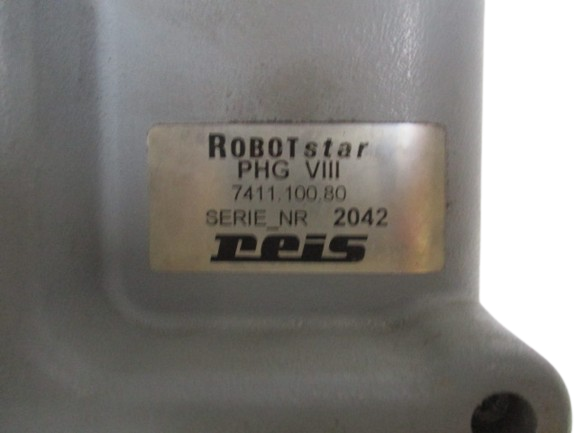 ROBOTstar
PHG VIII
7411.100.80
SERIE_NR 2042
reis